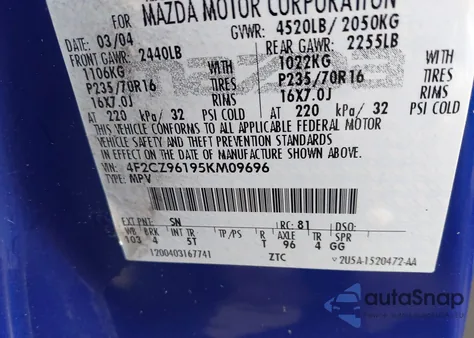 FOR MAZDA MOTOR CORPORATION
DATE: 03/04 GVWR: 4520LB/ 2050KG
FRONT GAWR: 2440LB REAR GAWR: 2255LB
1106KG WITH 1022KG WITH
P235/70R16 TIRES P235/70R16 TIRES
16X7.0J RIMS 16X7.0J RIMS
AT 220 kPa/ 32 PSI COLD AT 220 kPa/ 32 PSI COLD
THIS VEHICLE CONFORMS TO ALL APPLICABLE FEDERAL MOTOR
VEHICLE SAFETY AND THEFT PREVENTION STANDARDS
IN EFFECT ON THE DATE OF MANUFACTURE SHOWN ABOVE.
VIN: 4F2CZ96195KM09696
TYPE: MPV
EXT PNT: SN RC: 81 DSO:
WB BRK INT TR TP/PS R AXLE TR SPR
103 4 5T T 96 4 GG
1200403167741 ZTC V 2U5A-1520472-AA
autoSnap
www.autosnap.com